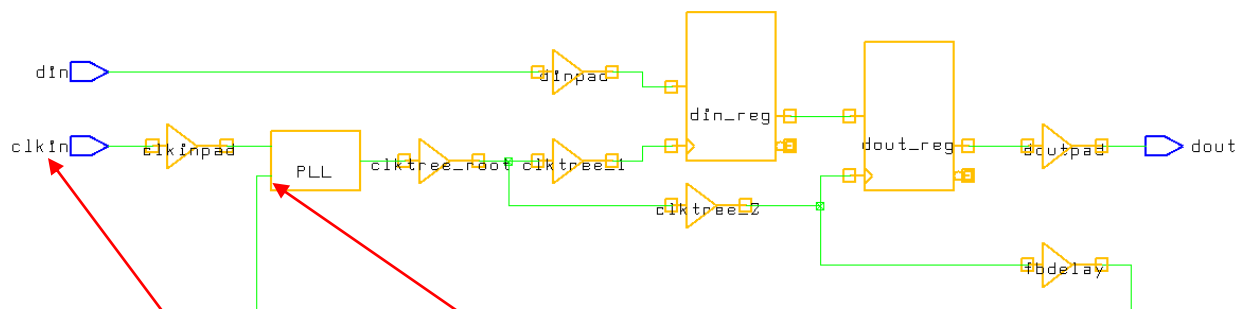 din
dinpad
din_reg
clkin
clkinpad
PLL
clktree_root
clktree_1
dout_reg
doutpad
dout
clktree_2
fbdelay